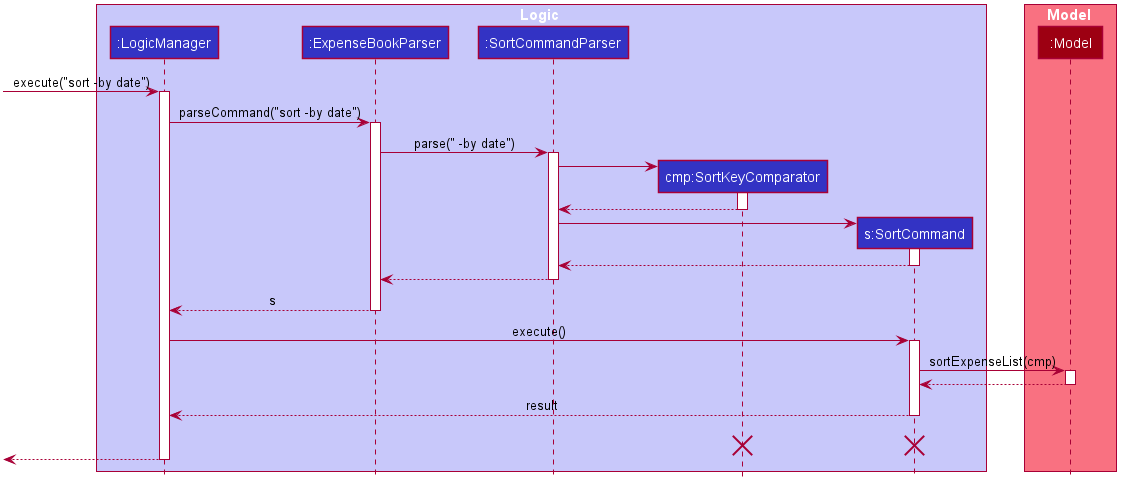 Logic
Model
:LogicManager
:ExpenseBookParser
:SortCommandParser
:Model
execute("sort -by date")
parseCommand("sort -by date")
parse(" -by date")
cmp:SortKeyComparator
s:SortCommand
s
execute()
sortExpenseList(cmp)
result